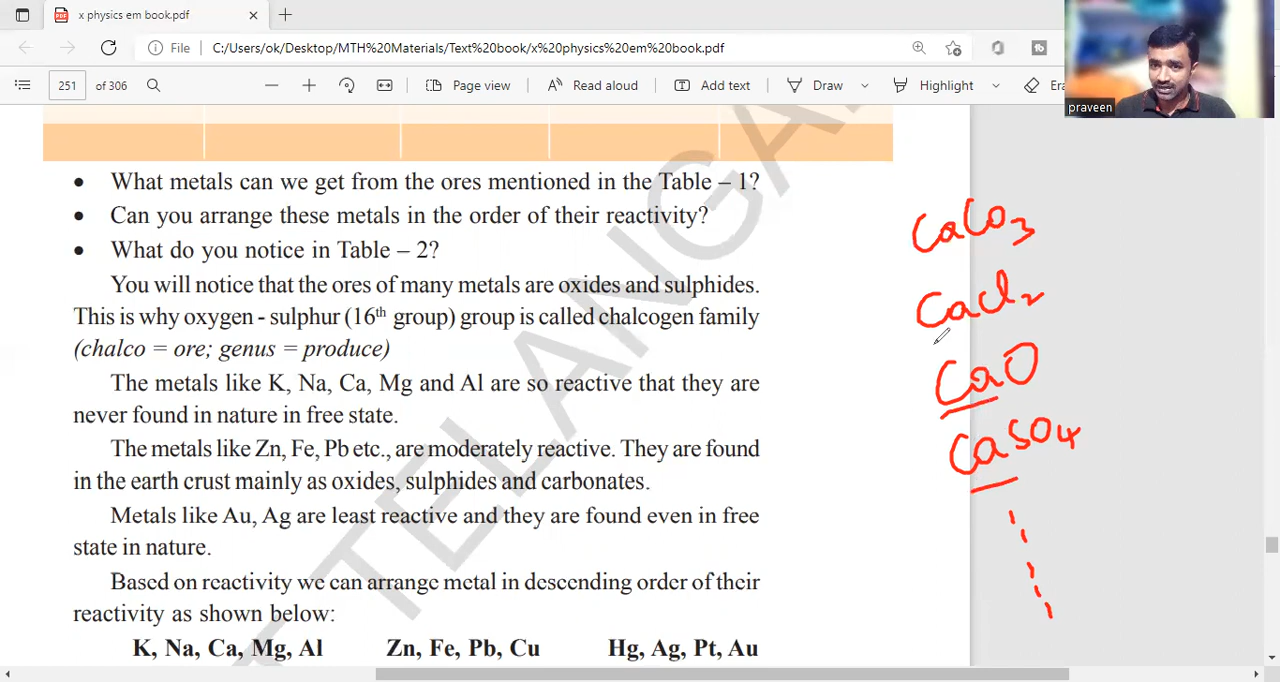 x physics em book.pdf
File C:/Users/ok/Desktop/MTH%20Materials/Text%20book/x%20physics%20em%20book.pdf
251 of 306 Page view Read aloud Add text Draw Highlight Era
praveen
• What metals can we get from the ores mentioned in the Table – 1?
• Can you arrange these metals in the order of their reactivity?
• What do you notice in Table – 2?
You will notice that the ores of many metals are oxides and sulphides.
This is why oxygen - sulphur (16th group) group is called chalcogen family
(chalco = ore; genus = produce)
The metals like K, Na, Ca, Mg and Al are so reactive that they are
never found in nature in free state.
The metals like Zn, Fe, Pb etc., are moderately reactive. They are found
in the earth crust mainly as oxides, sulphides and carbonates.
Metals like Au, Ag are least reactive and they are found even in free
state in nature.
Based on reactivity we can arrange metal in descending order of their
reactivity as shown below:
K, Na, Ca, Mg, Al Zn, Fe, Pb, Cu Hg, Ag, Pt, Au
CaCO3
CaCl2
CaO
CaSO4
TELANGA